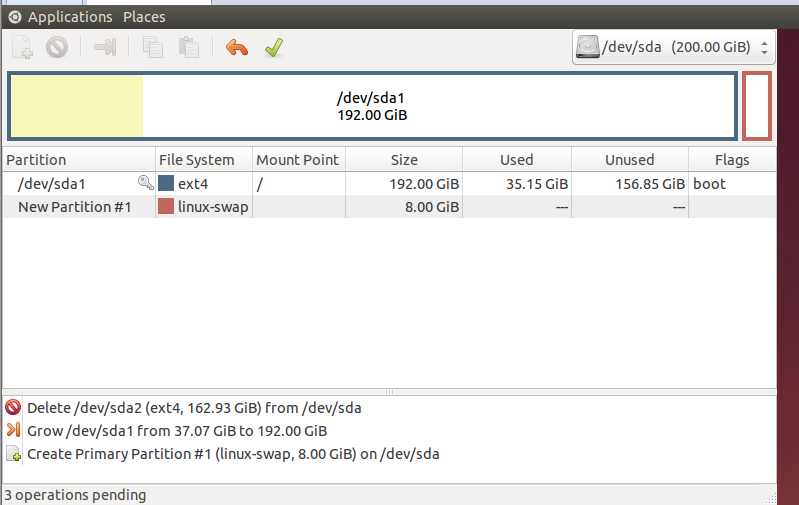 Applications Places
/dev/sda (200.00 GiB)
/dev/sda1
192.00 GiB
Partition File System Mount Point Size Used Unused Flags
/dev/sda1 ext4 / 192.00 GiB 35.15 GiB 156.85 GiB boot
New Partition #1 linux-swap 8.00 GiB --- ---
Delete /dev/sda2 (ext4, 162.93 GiB) from /dev/sda
Grow /dev/sda1 from 37.07 GiB to 192.00 GiB
Create Primary Partition #1 (linux-swap, 8.00 GiB) on /dev/sda
3 operations pending